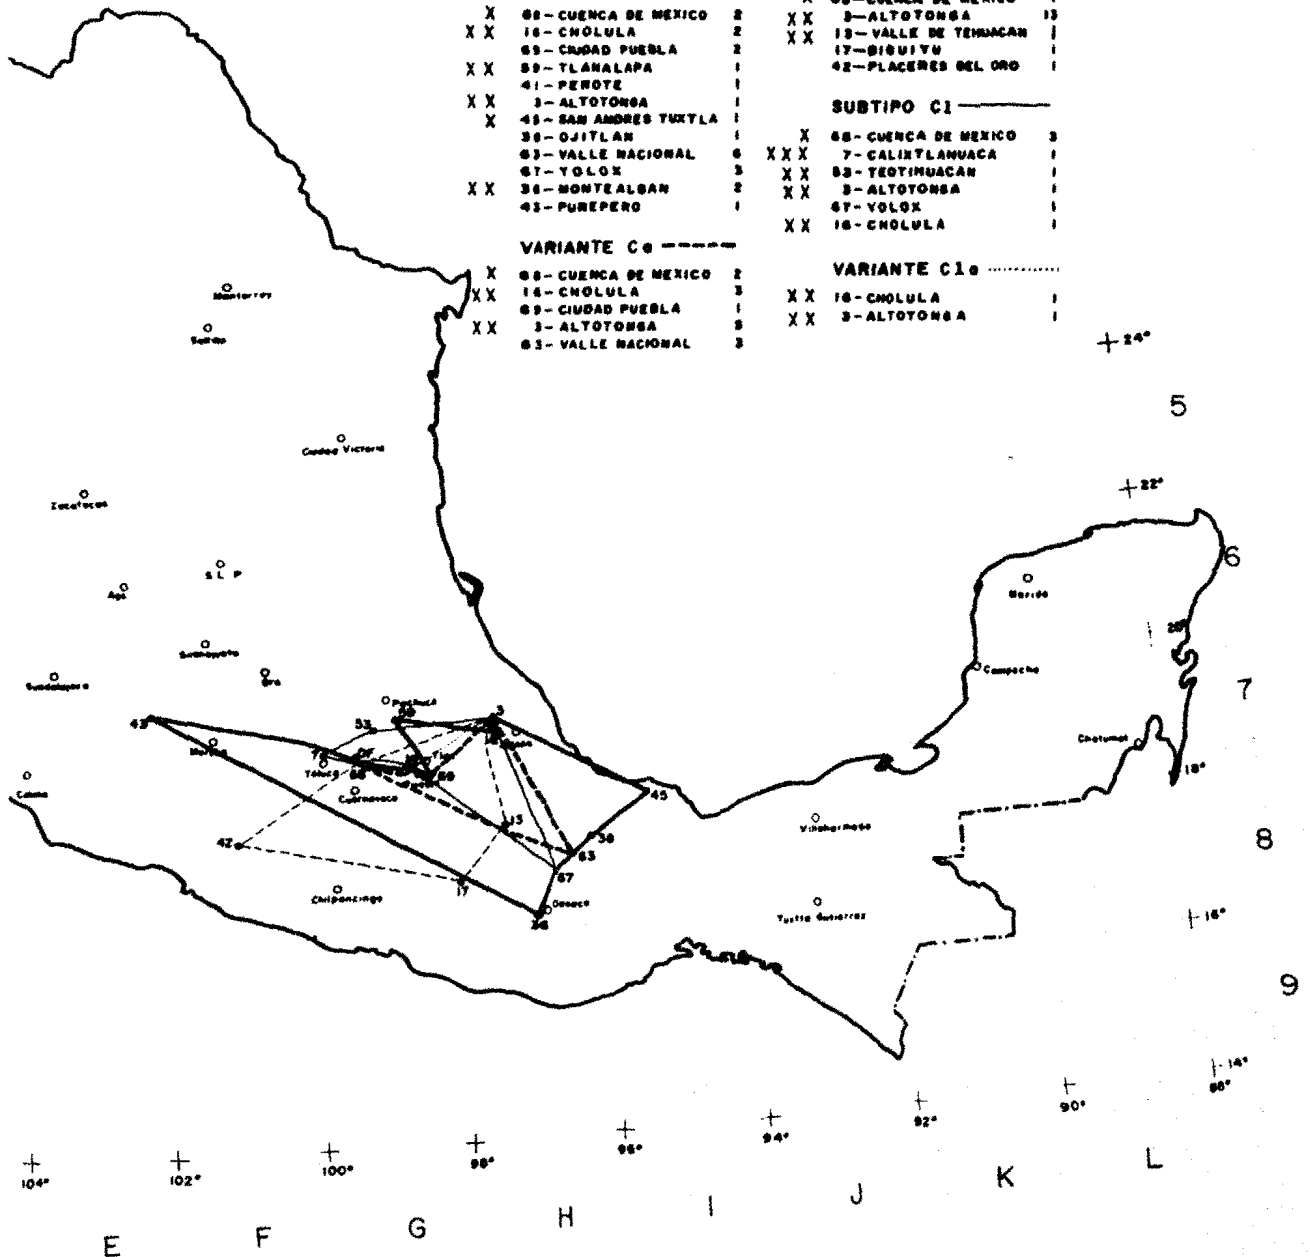 X 68-CUENCA DE MEXICO 2
X X 16-CHOLULA 2
69-CIUDAD PUEBLA 2
X X 59-TLANALAPA 1
41-PEROTE 1
X X 3-ALTOTONGA 1
X 45-SAN ANDRES TUXTLA 1
38-OJITLAN 1
63-VALLE NACIONAL 6
67-YOLOX 3
X X 36-MONTEALBAN 2
43-PUREPERO 1
VARIANTE Ca
X 68-CUENCA DE MEXICO 2
XX 16-CHOLULA 3
69-CIUDAD PUEBLA 1
XX 3-ALTOTONGA 5
63-VALLE NACIONAL 3
XX 3-ALTOTONGA 13
XX 13-VALLE DE TEHUACAN 1
17-DIQUIYU 1
42-PLACERES DEL ORO 1
SUBTIPO C1
X 68-CUENCA DE MEXICO 3
XXX 7-CALIXTLAHUACA 1
XX 53-TEOTIHUACAN 1
XX 3-ALTOTONGA 1
67-YOLOX 1
XX 16-CHOLULA 1
VARIANTE C1a
XX 16-CHOLULA 1
XX 3-ALTOTONGA 1
Monterrey
Saltillo
Ciudad Victoria
Zacatecas
S L P
Ags
Guanajuato
Guadalajara
Qro
Pachuca
Morelia
Toluca
Cuernavaca
Colima
Chilpancingo
Oaxaca
Villahermosa
Tuxtla Gutierrez
Merida
Campeche
Chetumal
43
53
3
45
13
38
63
67
42
17
36
68
69
24°
5
22°
6
20°
7
18°
8
16°
9
14°
88°
90°
92°
94°
96°
98°
100°
102°
104°
E F G H I J K L